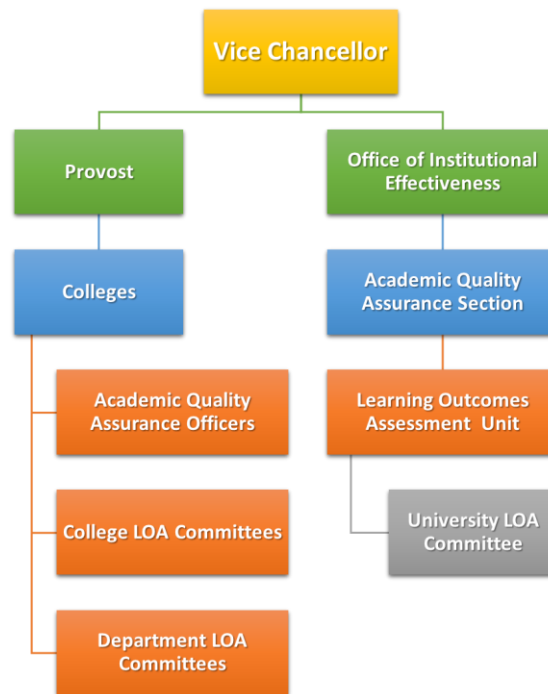 Vice Chancellor
Provost
Office of Institutional
Effectiveness
Colleges
Academic Quality
Assurance Section
Academic Quality
Assurance Officers
Learning Outcomes
Assessment Unit
College LOA Committees
University LOA
Committee
Department LOA
Committees